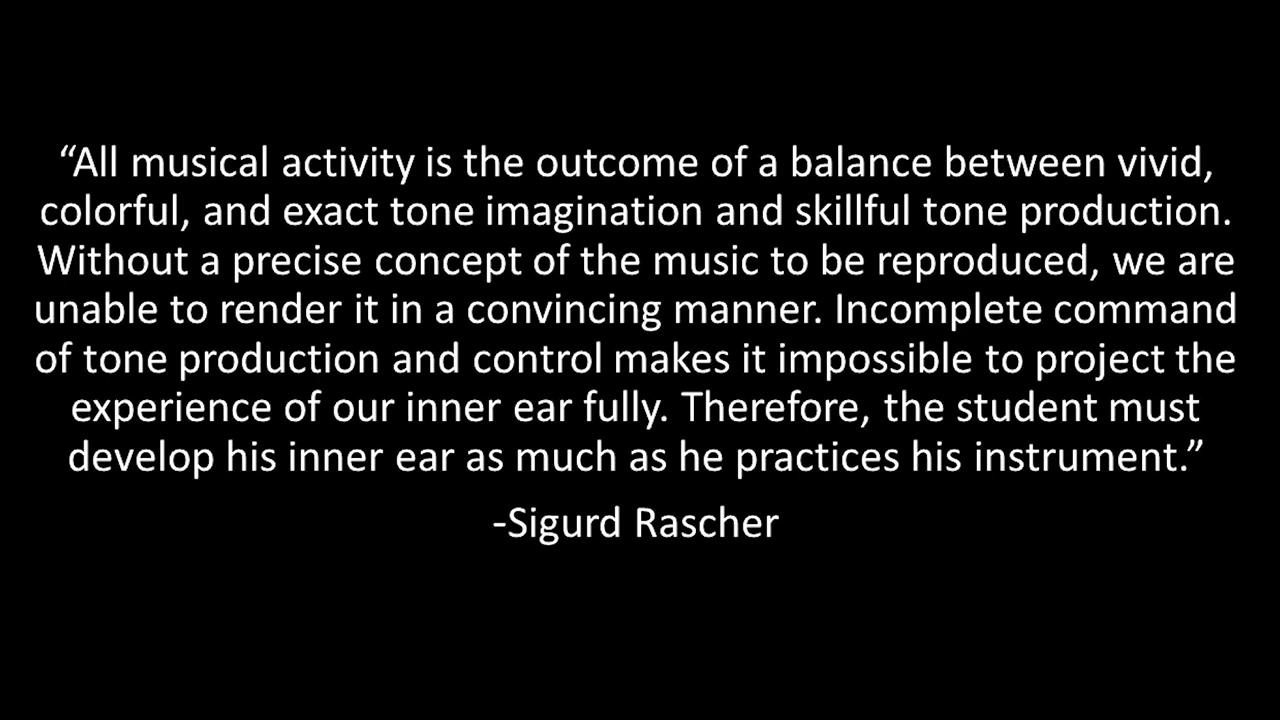 “All musical activity is the outcome of a balance between vivid,
colorful, and exact tone imagination and skillful tone production.
Without a precise concept of the music to be reproduced, we are
unable to render it in a convincing manner. Incomplete command
of tone production and control makes it impossible to project the
experience of our inner ear fully. Therefore, the student must
develop his inner ear as much as he practices his instrument.”
-Sigurd Rascher